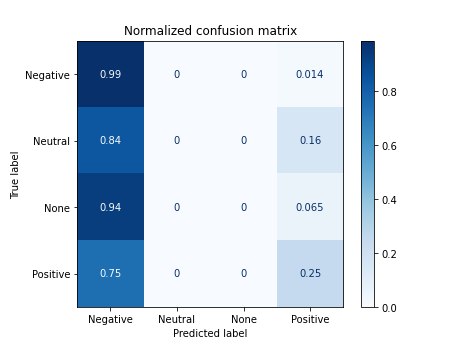 Normalized confusion matrix
True label
Negative 0.99 0 0 0.014
Neutral 0.84 0 0 0.16
None 0.94 0 0 0.065
Positive 0.75 0 0 0.25
Negative Neutral None Positive
Predicted label
0.8
0.6
0.4
0.2
0.0